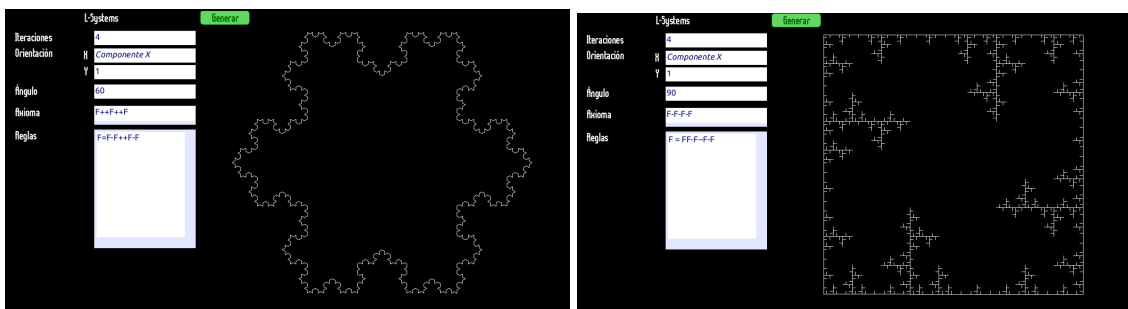 L-Systems
Generar
Iteraciones
4
Orientación
X
Componente X
Y
1
Ángulo
60
Axioma
F++F++F
Reglas
F=F-F++F-F
L-Systems
Generar
Iteraciones
4
Orientación
X
Componente X
Y
1
Ángulo
90
Axioma
F-F-F-F
Reglas
F = FF-F--F-F